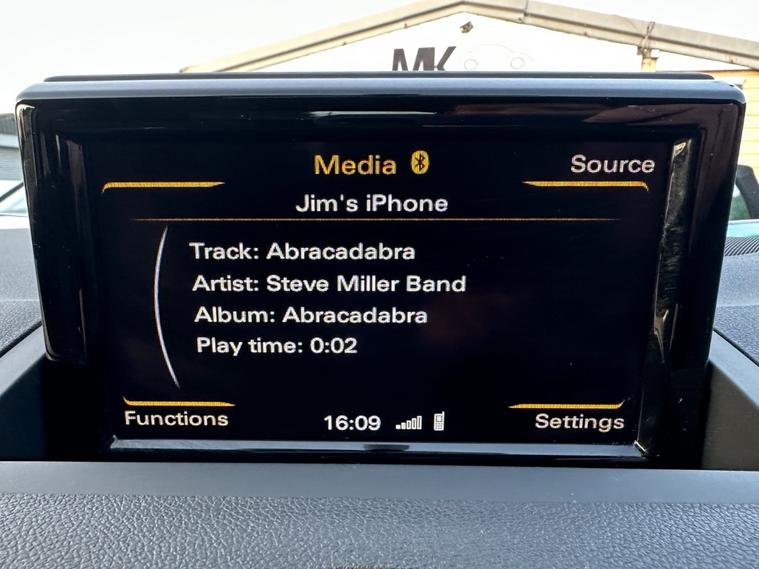 MK
Media
Source
Jim's iPhone
Track: Abracadabra
Artist: Steve Miller Band
Album: Abracadabra
Play time: 0:02
Functions
16:09
Settings